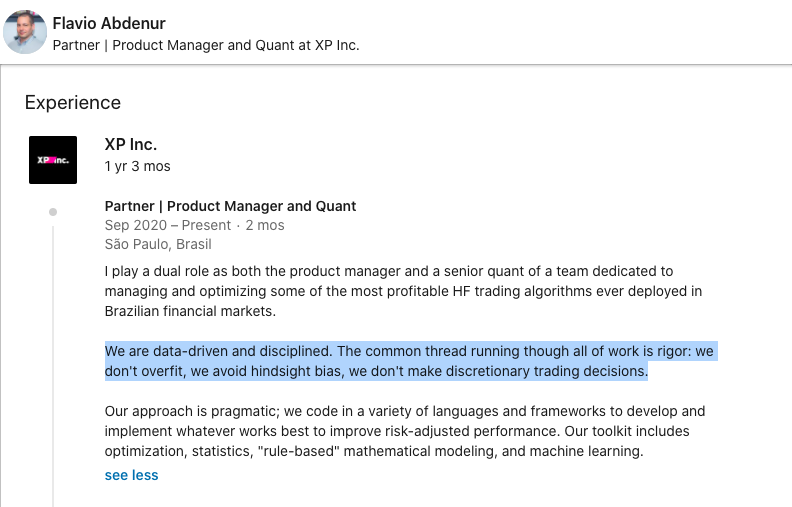 Flavio Abdenur
Partner | Product Manager and Quant at XP Inc.
Experience
XP inc.
XP Inc.
1 yr 3 mos
Partner | Product Manager and Quant
Sep 2020 – Present · 2 mos
São Paulo, Brasil
I play a dual role as both the product manager and a senior quant of a team dedicated to
managing and optimizing some of the most profitable HF trading algorithms ever deployed in
Brazilian financial markets.
We are data-driven and disciplined. The common thread running though all of work is rigor: we
don't overfit, we avoid hindsight bias, we don't make discretionary trading decisions.
Our approach is pragmatic; we code in a variety of languages and frameworks to develop and
implement whatever works best to improve risk-adjusted performance. Our toolkit includes
optimization, statistics, "rule-based" mathematical modeling, and machine learning.
see less